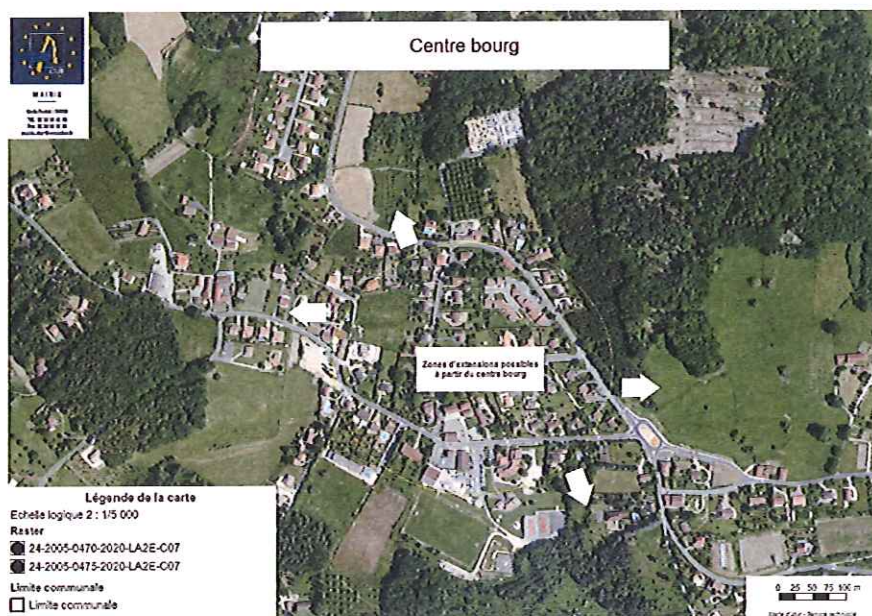 Centre bourg
MAIRIE
Zones d'extensions possibles
à partir du centre bourg
Légende de la carte
Echelle logique 2 : 1/5 000
Raster
24-2005-0470-2020-LA2E-C07
24-2005-0475-2020-LA2E-C07
Limite communale
Limite communale
0 25 50 75 100 m